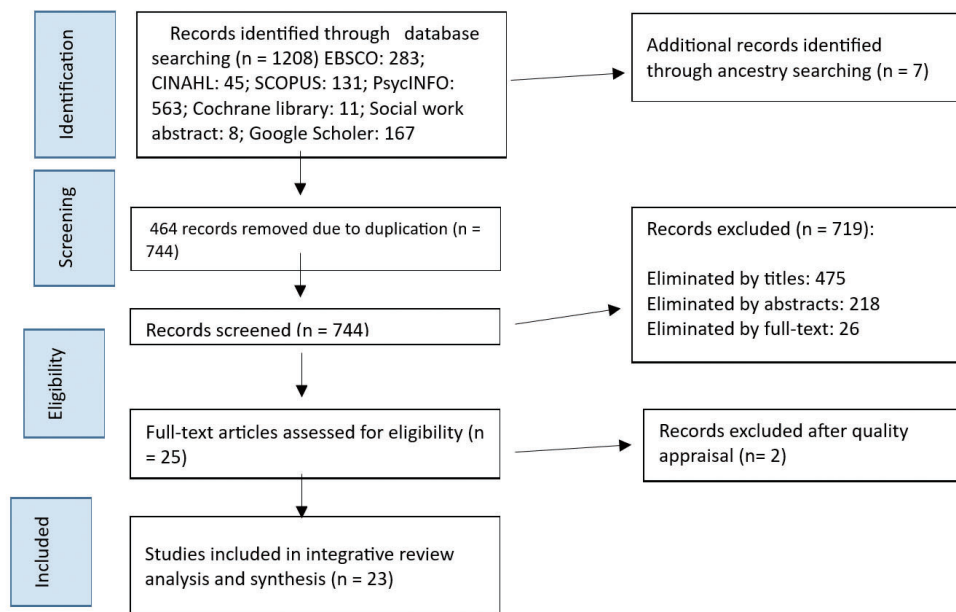 Identification
Records identified through database
searching (n = 1208) EBSCO: 283;
CINAHL: 45; SCOPUS: 131; PsycINFO:
563; Cochrane library: 11; Social work
abstract: 8; Google Scholer: 167
Additional records identified
through ancestry searching (n = 7)
Screening
464 records removed due to duplication (n =
744)
Records excluded (n = 719):
Eliminated by titles: 475
Eliminated by abstracts: 218
Eliminated by full-text: 26
Records screened (n = 744)
Eligibility
Full-text articles assessed for eligibility (n
= 25)
Records excluded after quality
appraisal (n= 2)
Included
Studies included in integrative review
analysis and synthesis (n = 23)